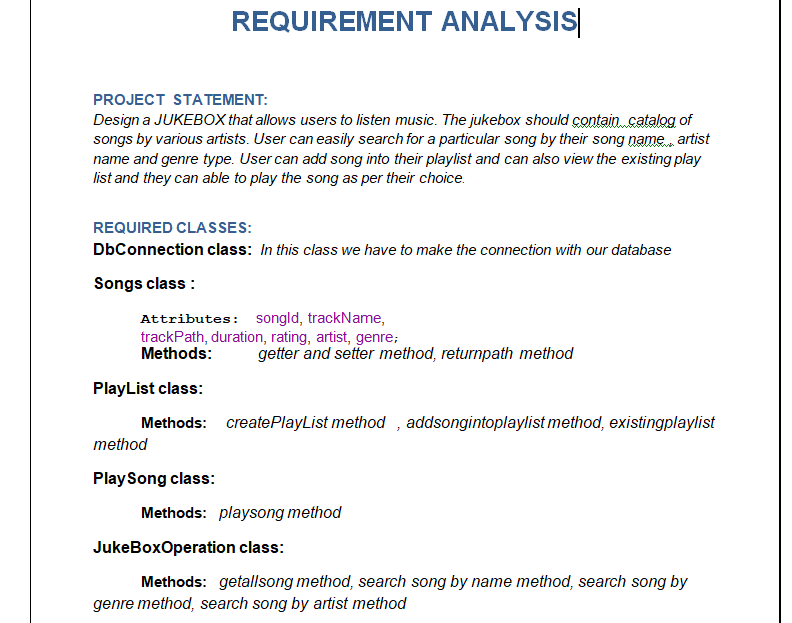 REQUIREMENT ANALYSIS
PROJECT STATEMENT:
Design a JUKEBOX that allows users to listen music. The jukebox should contain catalog of
songs by various artists. User can easily search for a particular song by their song name , artist
name and genre type. User can add song into their playlist and can also view the existing play
list and they can able to play the song as per their choice.
REQUIRED CLASSES:
DbConnection class: In this class we have to make the connection with our database
Songs class :
Attributes: songId, trackName,
trackPath, duration, rating, artist, genre;
Methods: getter and setter method, returnpath method
PlayList class:
Methods: createPlayList method , addsongintoplaylist method, existingplaylist
method
PlaySong class:
Methods: playsong method
JukeBoxOperation class:
Methods: getallsong method, search song by name method, search song by
genre method, search song by artist method